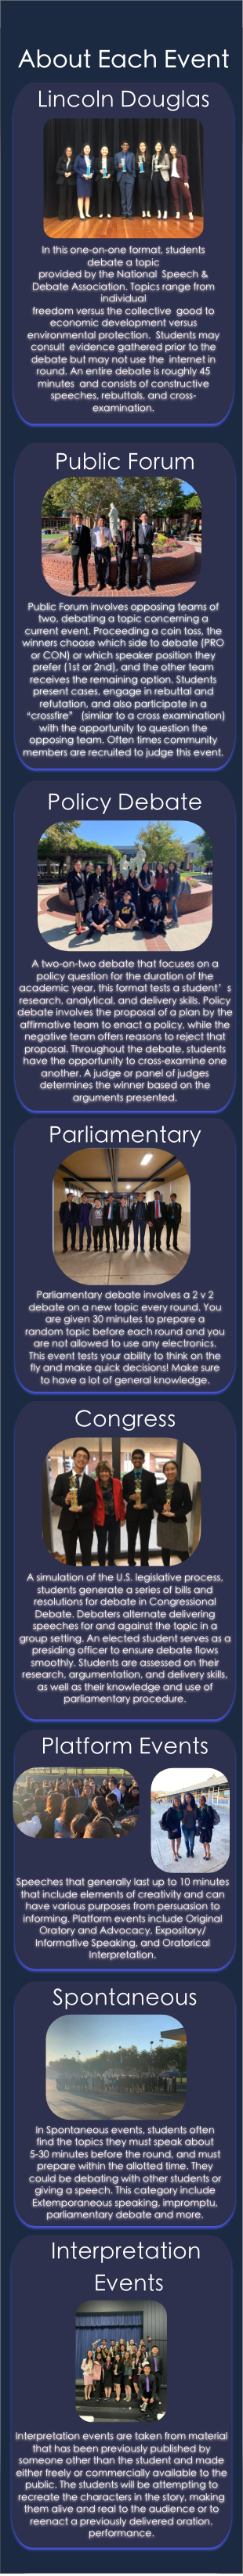 About Each Event
Lincoln Douglas
In this one-on-one format, students
debate a topic
provided by the National Speech &
Debate Association. Topics range from
individual
freedom versus the collective good to
economic development versus
environmental protection. Students may
consult evidence gathered prior to the
debate but may not use the internet in
round. An entire debate is roughly 45
minutes and consists of constructive
speeches, rebuttals, and cross-
examination.
Public Forum
Public Forum involves opposing teams of
two, debating a topic concerning a
current event. Proceeding a coin toss, the
winners choose which side to debate (PRO
or CON) or which speaker position they
prefer (1st or 2nd), and the other team
receives the remaining option. Students
present cases, engage in rebuttal and
refutation, and also participate in a
“crossfire” (similar to a cross examination)
with the opportunity to question the
opposing team. Often times community
members are recruited to judge this event.
Policy Debate
A two-on-two debate that focuses on a
policy question for the duration of the
academic year, this format tests a student’ s
research, analytical, and delivery skills. Policy
debate involves the proposal of a plan by the
affirmative team to enact a policy, while the
negative team offers reasons to reject that
proposal. Throughout the debate, students
have the opportunity to cross-examine one
another. A judge or panel of judges
determines the winner based on the
arguments presented.
Parliamentary
Parliamentary debate involves a 2 v 2
debate on a new topic every round. You
are given 30 minutes to prepare a
random topic before each round and you
are not allowed to use any electronics.
This event tests your ability to think on the
fly and make quick decisions! Make sure
to have a lot of general knowledge.
Congress
A simulation of the U.S. legislative process,
students generate a series of bills and
resolutions for debate in Congressional
Debate. Debaters alternate delivering
speeches for and against the topic in a
group setting. An elected student serves as a
presiding officer to ensure debate flows
smoothly. Students are assessed on their
research, argumentation, and delivery skills,
as well as their knowledge and use of
parliamentary procedure.
Platform Events
Speeches that generally last up to 10 minutes
that include elements of creativity and can
have various purposes from persuasion to
informing. Platform events include Original
Oratory and Advocacy, Expository/
Informative Speaking, and Oratorical
Interpretation.
Spontaneous
In Spontaneous events, students often
find the topics they must speak about
5-30 minutes before the round, and must
prepare within the allotted time. They
could be debating with other students or
giving a speech. This category include
Extemporaneous speaking, impromptu,
parliamentary debate and more.
Interpretation
Events
Interpretation events are taken from material
that has been previously published by
someone other than the student and made
either freely or commercially available to the
public. The students will be attempting to
recreate the characters in the story, making
them alive and real to the audience or to
reenact a previously delivered oration.
performance.